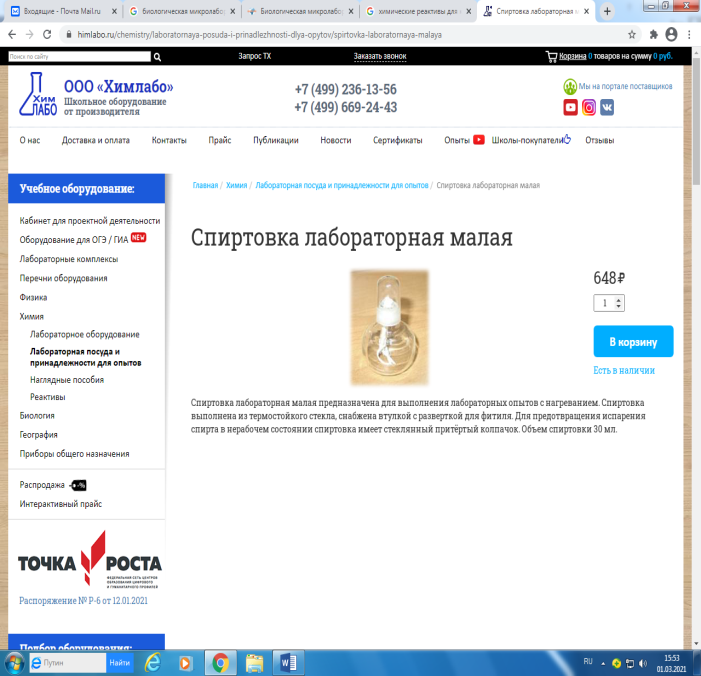 Входящие - Почта Mail.ru
биологическая микролабор
Биологическая микролабор
химические реактивы для
Спиртовка лабораторная м
himlabo.ru/chemistry/laboratornaya-posuda-i-prinadlezhnosti-dlya-opytov/spirtovka-laboratornaya-malaya
Поиск по сайту
Запрос ТХ
Заказать звонок
Корзина 0 товаров на сумму 0 руб.
Хим
ЛАБО
ООО «Химлабо»
Школьное оборудование
от производителя
+7 (499) 236-13-56
+7 (499) 669-24-43
Мы на портале поставщиков
О нас Доставка и оплата Контакты Прайс Публикации Новости Сертификаты Опыты Школы-покупатели Отзывы
Учебное оборудование:
Кабинет для проектной деятельности
Оборудование для ОГЭ / ГИА NEW
Лабораторные комплексы
Перечни оборудования
Физика
Химия
Лабораторное оборудование
Лабораторная посуда и
принадлежности для опытов
Наглядные пособия
Реактивы
Биология
География
Приборы общего назначения
Распродажа -%
Интерактивный прайс
ТОЧКА РОСТА
ФЕДЕРАЛЬНАЯ СЕТЬ ЦЕНТРОВ
ОБРАЗОВАНИЯ ЦИФРОВОГО
И ГУМАНИТАРНОГО ПРОФИЛЕЙ
Распоряжение № Р-6 от 12.01.2021
Подбор оборудования:
Главная / Химия / Лабораторная посуда и принадлежности для опытов / Спиртовка лабораторная малая
Спиртовка лабораторная малая
648 ₽
1
В корзину
Есть в наличии
Спиртовка лабораторная малая предназначена для выполнения лабораторных опытов с нагреванием. Спиртовка
выполнена из термостойкого стекла, снабжена втулкой с разверткой для фитиля. Для предотвращения испарения
спирта в нерабочем состоянии спиртовка имеет стеклянный притёртый колпачок. Объем спиртовки 30 мл.
Путин
Найти
RU
15:53
01.03.2021